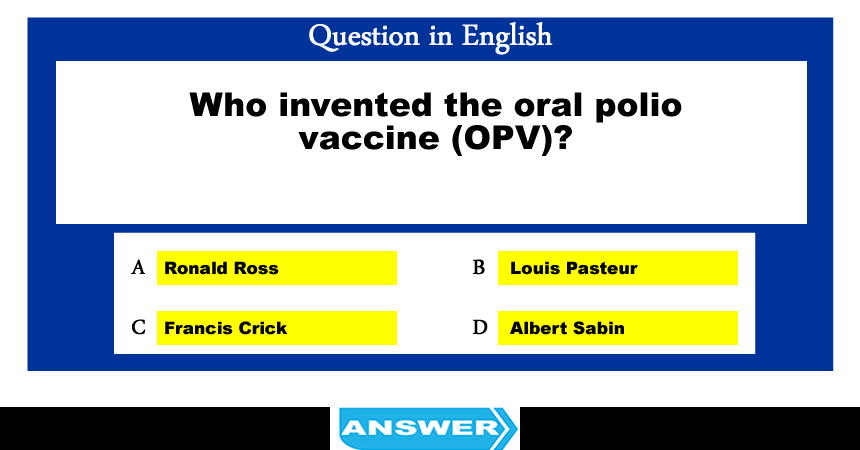 Question in English
Who invented the oral polio
vaccine (OPV)?
A Ronald Ross B Louis Pasteur
C Francis Crick D Albert Sabin
ANSWER